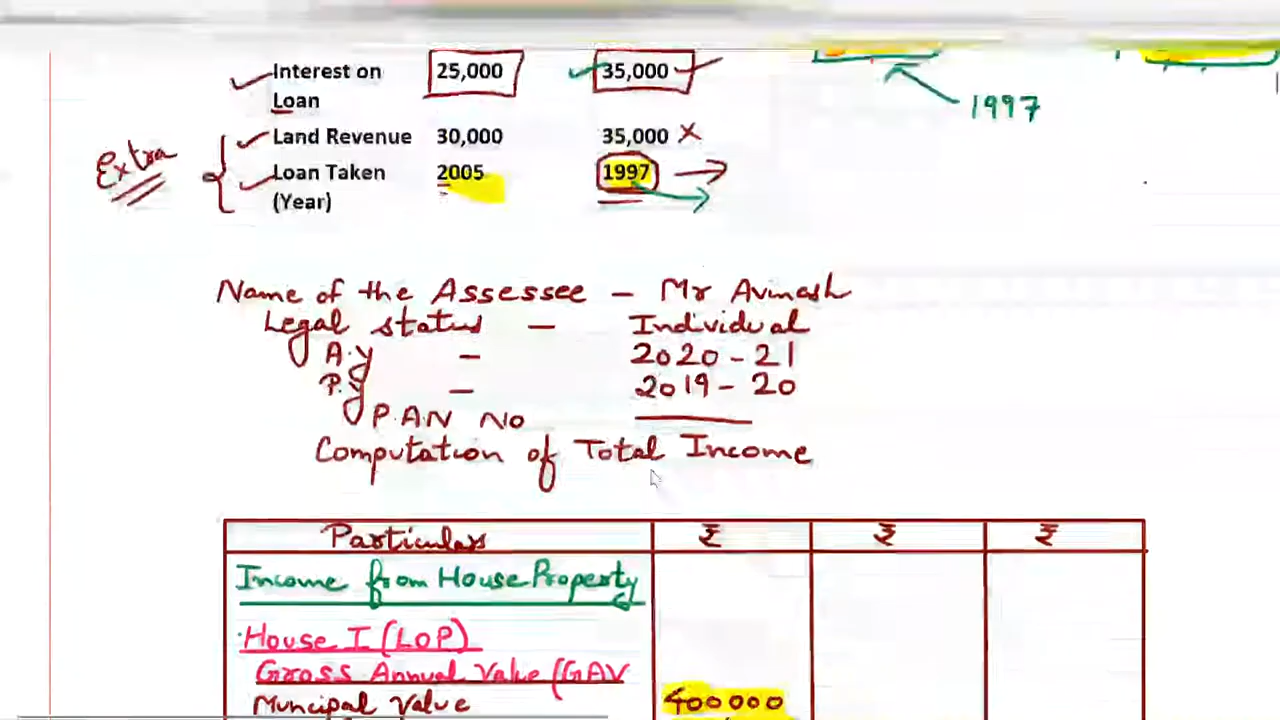 Interest on 25,000 35,000
Loan
1997
Land Revenue 30,000 35,000 x
Extra
Loan Taken 2005 1997
(Year)
Name of the Assessee - Mr Avinash
Legal status - Individual
A.y - 2020-21
P.y - 2019-20
P.A.N No
Computation of Total Income
Particulars ₹ ₹ ₹
Income from House Property
House I (LOP)
Gross Annual Value (GAV
Muncipal Value 400000